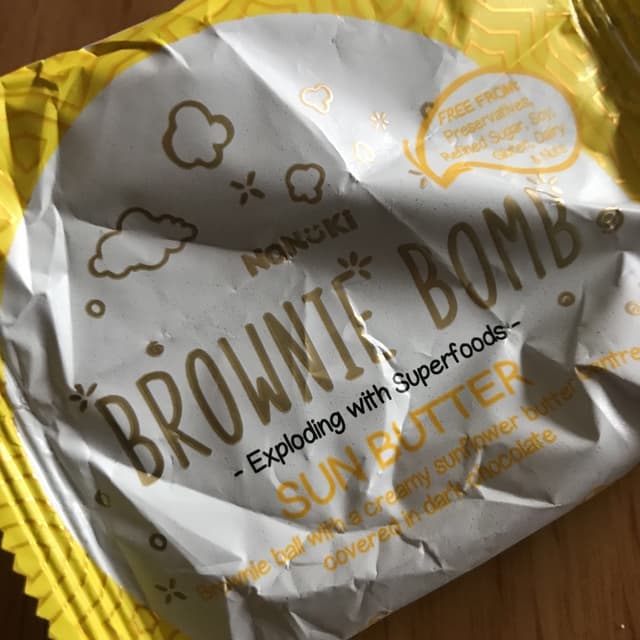 FREE FROM:
Preservatives,
Refined Sugar, Soy,
Gluten, Dairy
NANUKI
BROWNIE BOMB
- Exploding with Superfoods -
SUN BUTTER
Brownie ball with a creamy sunflower butter centre
covered in dark chocolate